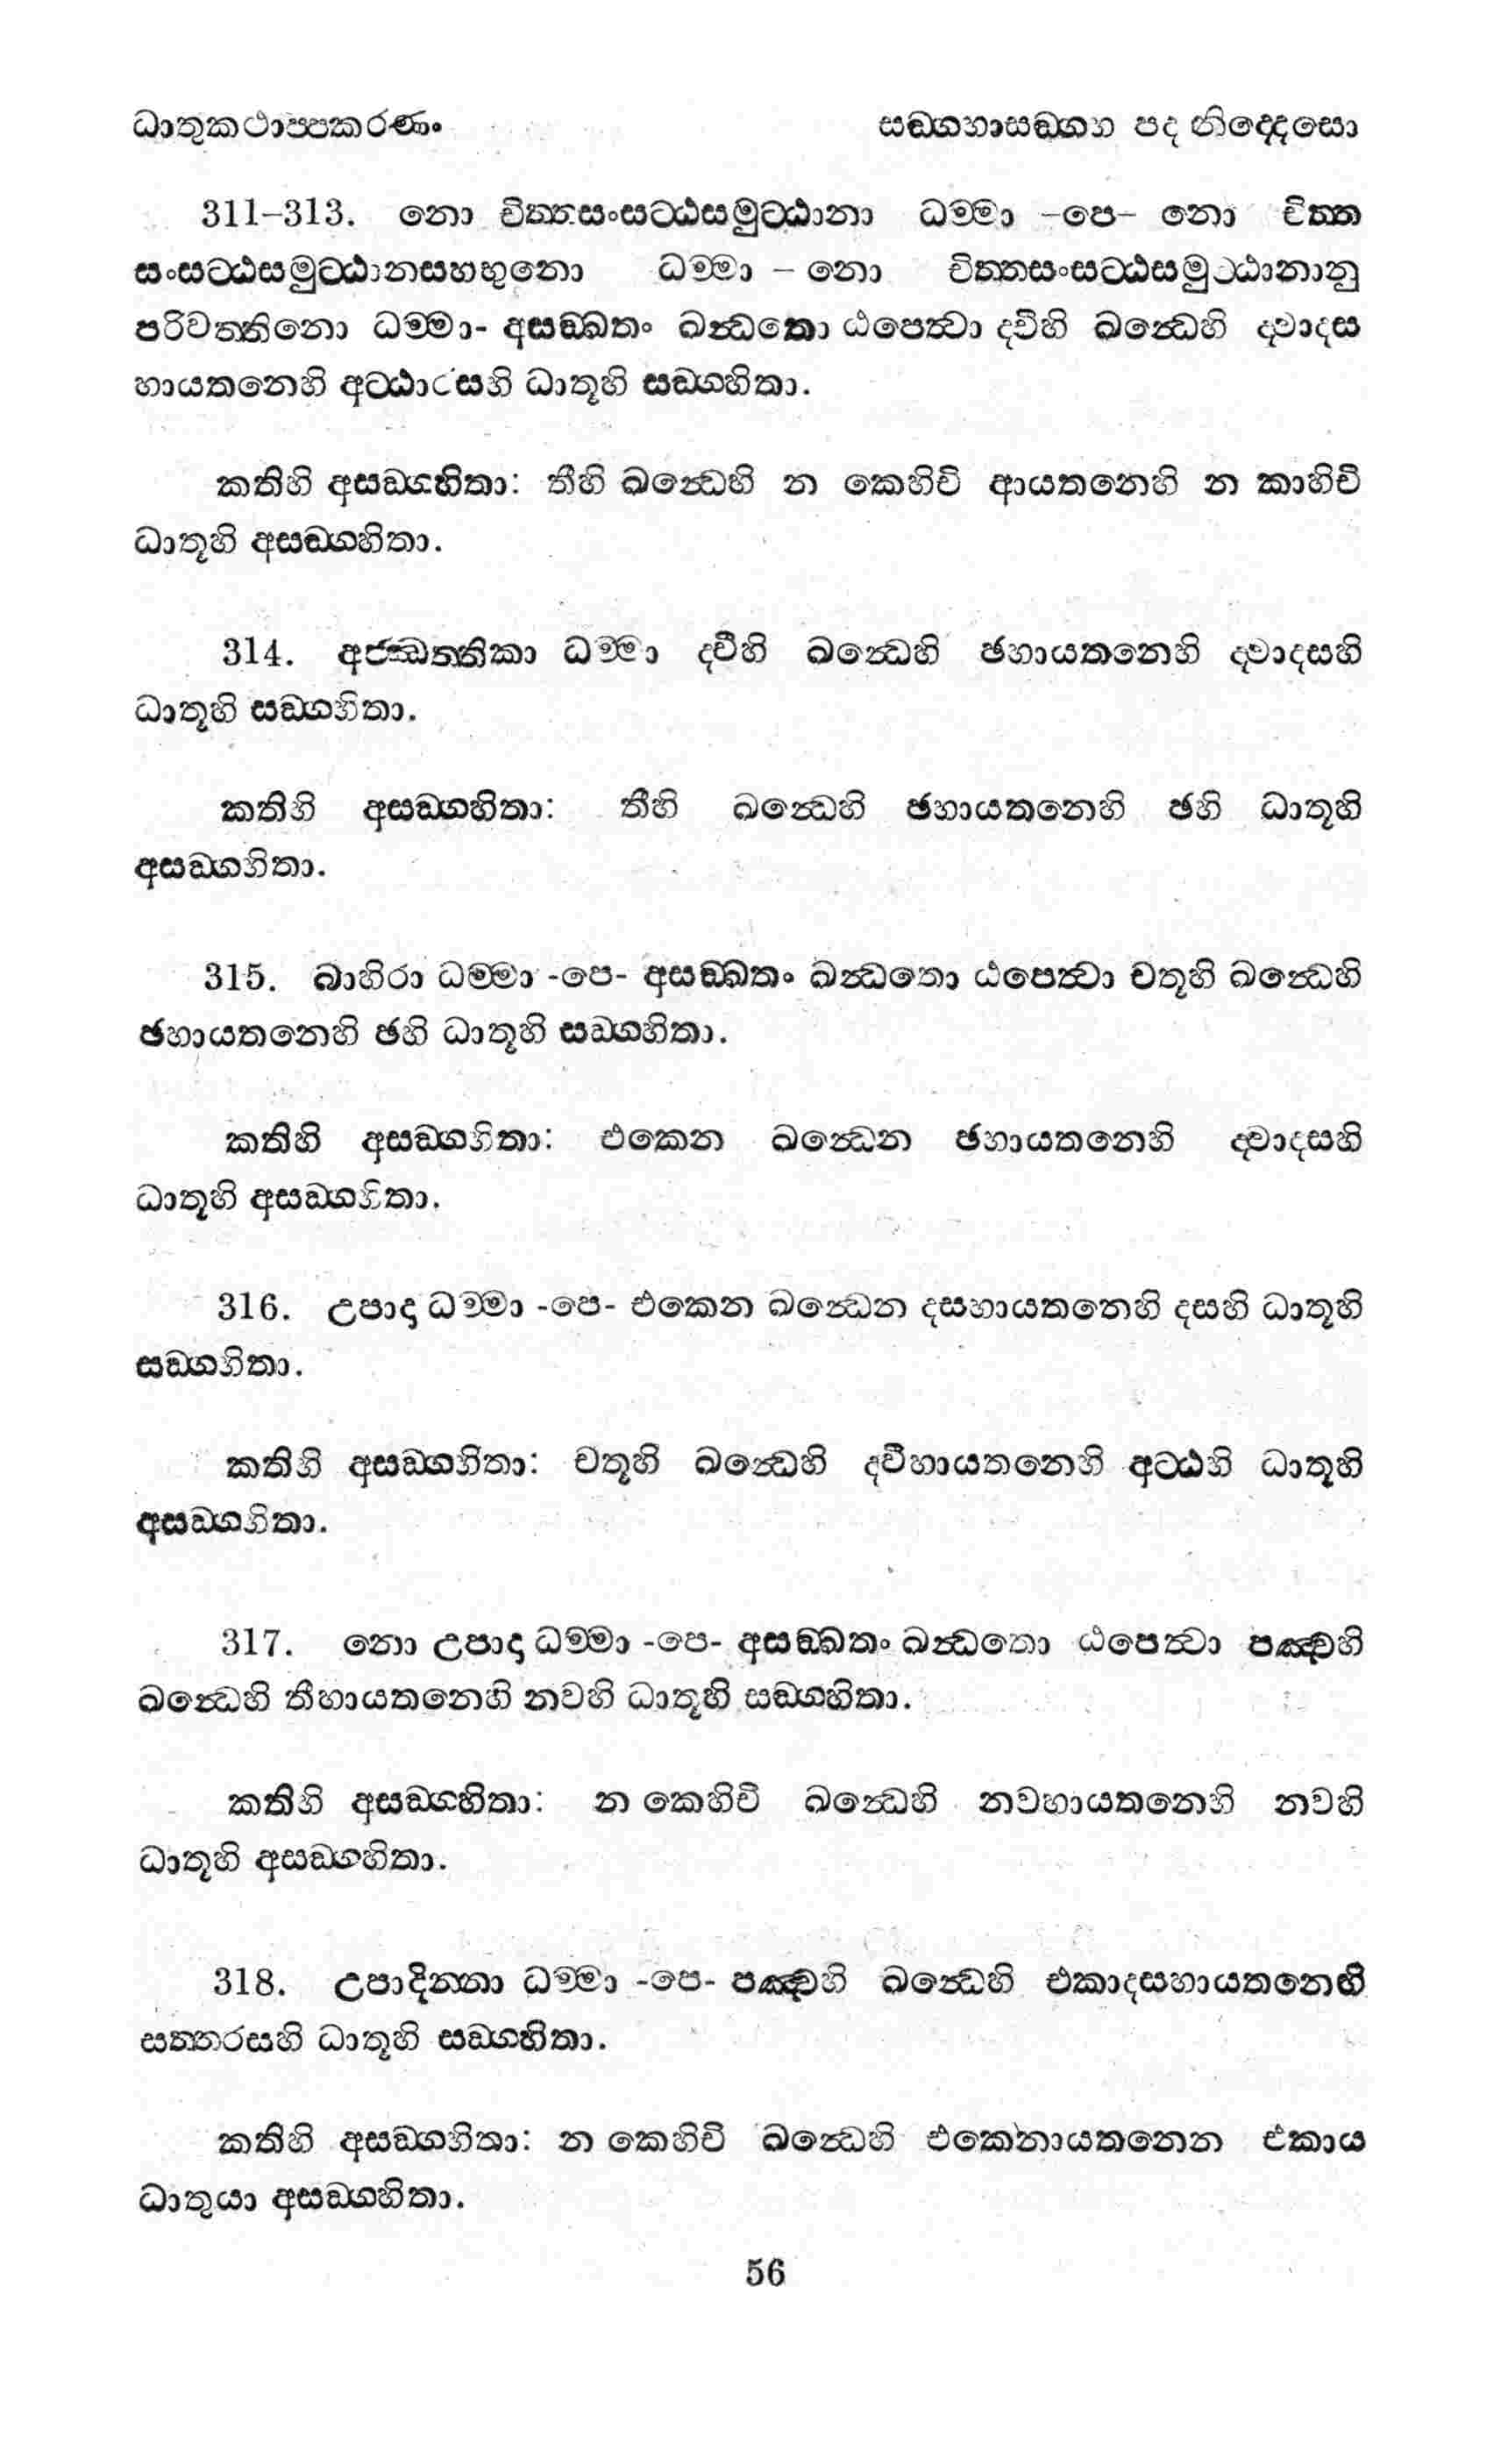 ධාතුකථාප්පකරණං සඞ්ගහාසඞ්ගහ පද නිද්දෙසො
311–313. නො චිත්තසංසට්ඨසමුට්ඨානා ධම්මා –පෙ– නො චිත්ත
සංසට්ඨසමුට්ඨානසහභුනො ධම්මා – නො චිත්තසංසට්ඨසමුට්ඨානානු
පරිවත්තිනො ධම්මා- අසඞ්ඛතං ඛන්ධතො ඨපෙත්වා ද්වීහි ඛන්ධෙහි ද්වාදස
හායතනෙහි අට්ඨාරසහි ධාතූහි සඞ්ගහිතා.
කතිහි අසඞ්ගහිතා: තීහි ඛන්ධෙහි න කෙහිචි ආයතනෙහි න කාහිචි
ධාතූහි අසඞ්ගහිතා.
314. අජ්ඣත්තිකා ධම්මා ද්වීහි ඛන්ධෙහි ඡහායතනෙහි ද්වාදසහි
ධාතූහි සඞ්ගහිතා.
කතිහි අසඞ්ගහිතා: තීහි ඛන්ධෙහි ඡහායතනෙහි ඡහි ධාතූහි
අසඞ්ගහිතා.
315. බාහිරා ධම්මා -පෙ- අසඞ්ඛතං ඛන්ධතො ඨපෙත්වා චතූහි ඛන්ධෙහි
ඡහායතනෙහි ඡහි ධාතූහි සඞ්ගහිතා.
කතිහි අසඞ්ගහිතා: එකෙන ඛන්ධෙන ඡහායතනෙහි ද්වාදසහි
ධාතූහි අසඞ්ගහිතා.
316. උපාදා ධම්මා -පෙ- එකෙන ඛන්ධෙන දසහායතනෙහි දසහි ධාතූහි
සඞ්ගහිතා.
කතිහි අසඞ්ගහිතා: චතූහි ඛන්ධෙහි ද්වීහායතනෙහි අට්ඨහි ධාතූහි
අසඞ්ගහිතා.
317. නො උපාදා ධම්මා -පෙ- අසඞ්ඛතං ඛන්ධතො ඨපෙත්වා පඤ්චහි
ඛන්ධෙහි තීහායතනෙහි නවහි ධාතූහි සඞ්ගහිතා.
කතිහි අසඞ්ගහිතා: න කෙහිචි ඛන්ධෙහි නවහායතනෙහි නවහි
ධාතූහි අසඞ්ගහිතා.
318. උපාදින්නා ධම්මා -පෙ- පඤ්චහි ඛන්ධෙහි එකාදසහායතනෙහි
සත්තරසහි ධාතූහි සඞ්ගහිතා.
කතිහි අසඞ්ගහිතා: න කෙහිචි ඛන්ධෙහි එකෙනායතනෙන එකාය
ධාතුයා අසඞ්ගහිතා.
56